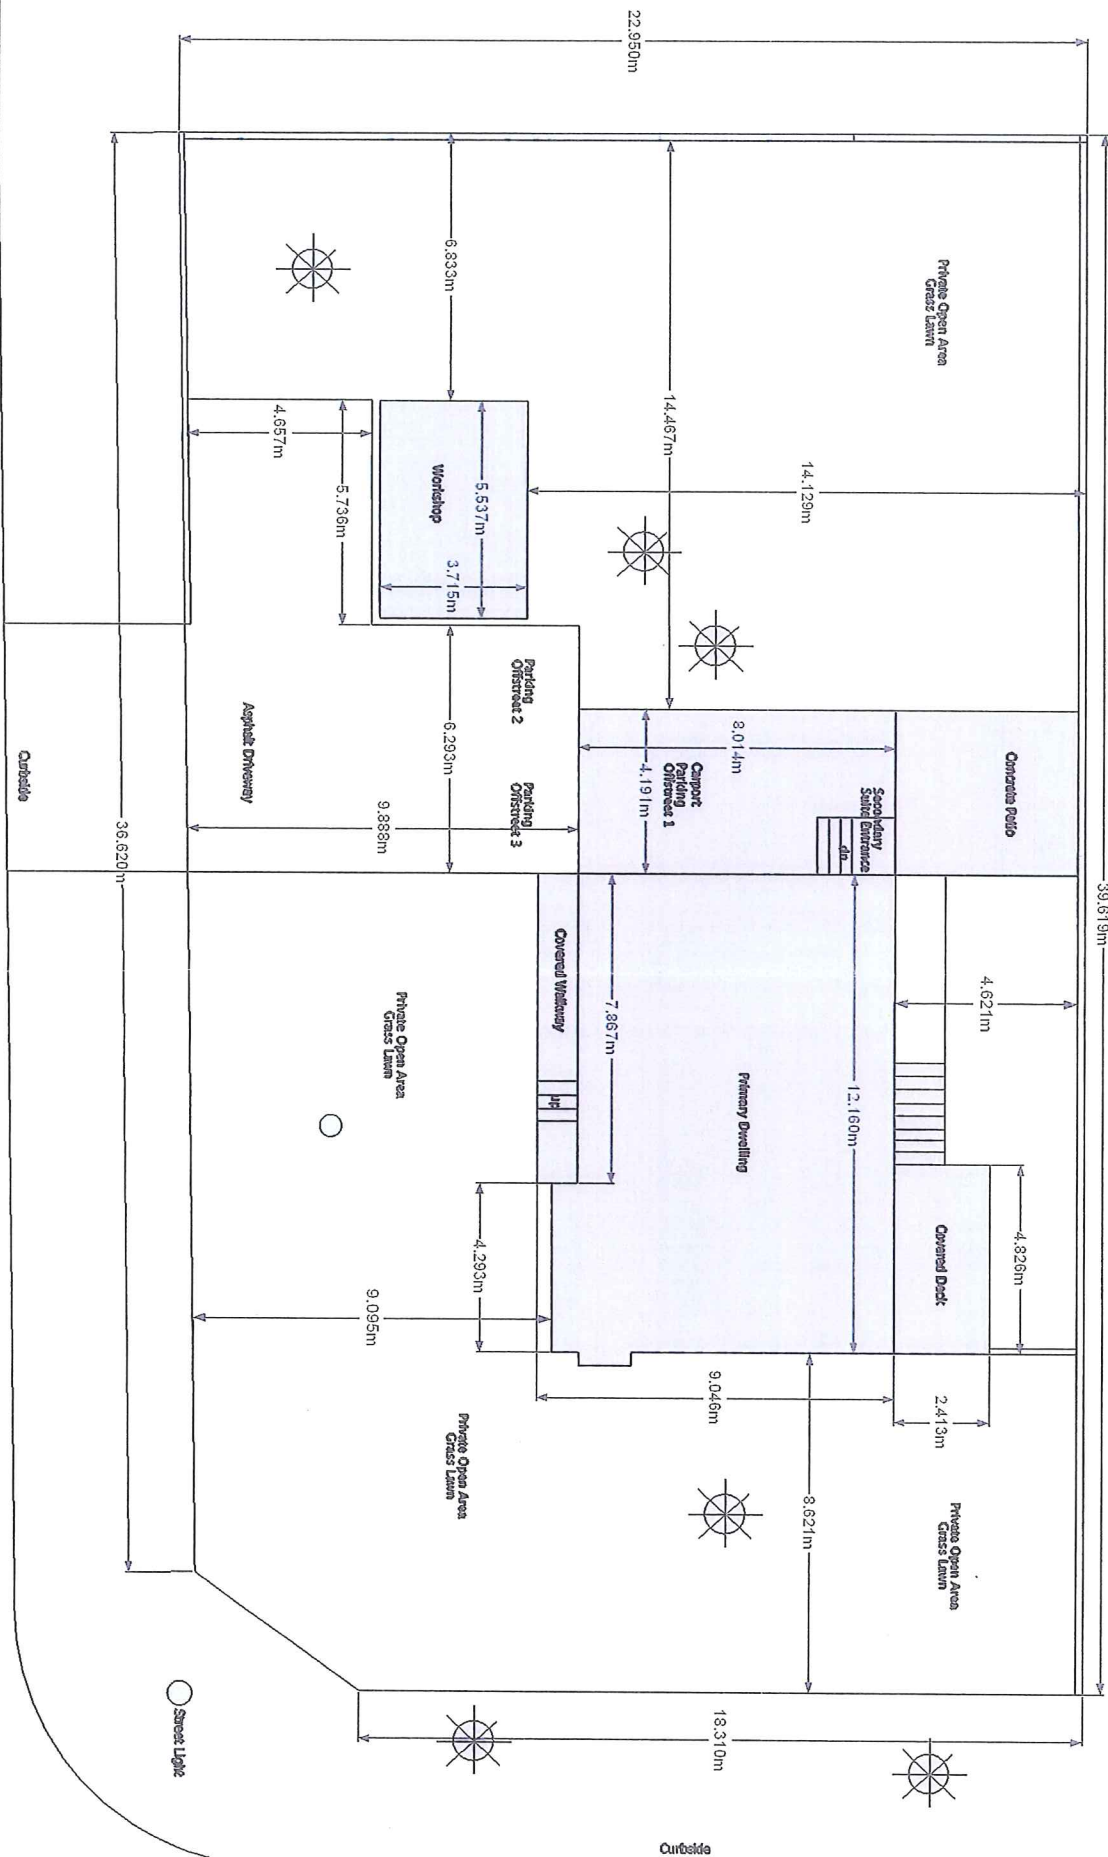 22.950m
39.619m
Private Open Area
Grass Lawn
6.833m
14.467m
14.129m
4.657m
5.736m
Workshop
5.537m
3.715m
Parking
Offstreet 2
Parking
Offstreet 3
6.293m
Asphalt Driveway
9.888m
Curbside
36.620m
8.014m
Carport
Parking
Offstreet 1
4.191m
Secondary
Suite Entrance
dn
Concrete Patio
4.621m
Covered Walkway
7.867m
up
Primary Dwelling
12.160m
Private Open Area
Grass Lawn
4.826m
Covered Deck
4.293m
9.095m
9.046m
2.413m
8.621m
Private Open Area
Grass Lawn
Private Open Area
Grass Lawn
18.310m
Street Light
Curbside